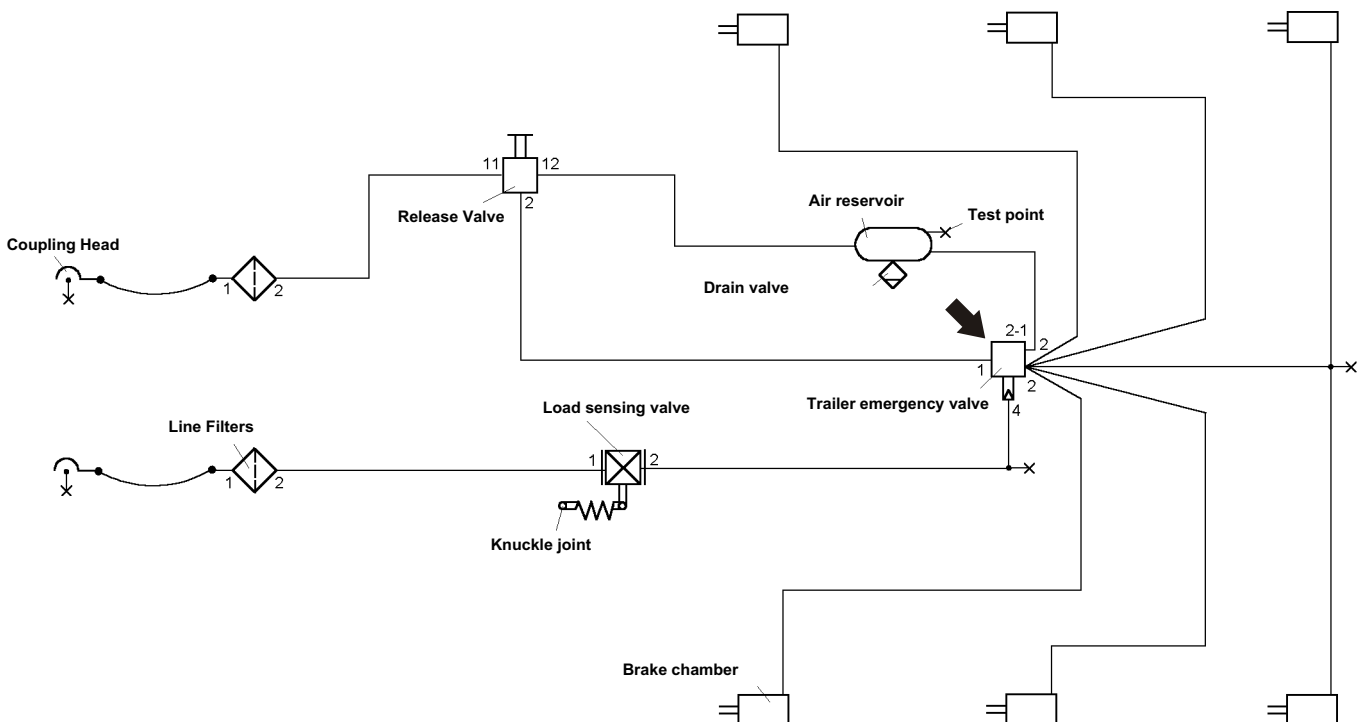 11
12
Release Valve
2
Air reservoir
Test point
Coupling Head
1
2
Drain valve
2-1
2
1
2
Trailer emergency valve
4
Load sensing valve
Line Filters
1
2
1
2
Knuckle joint
Brake chamber